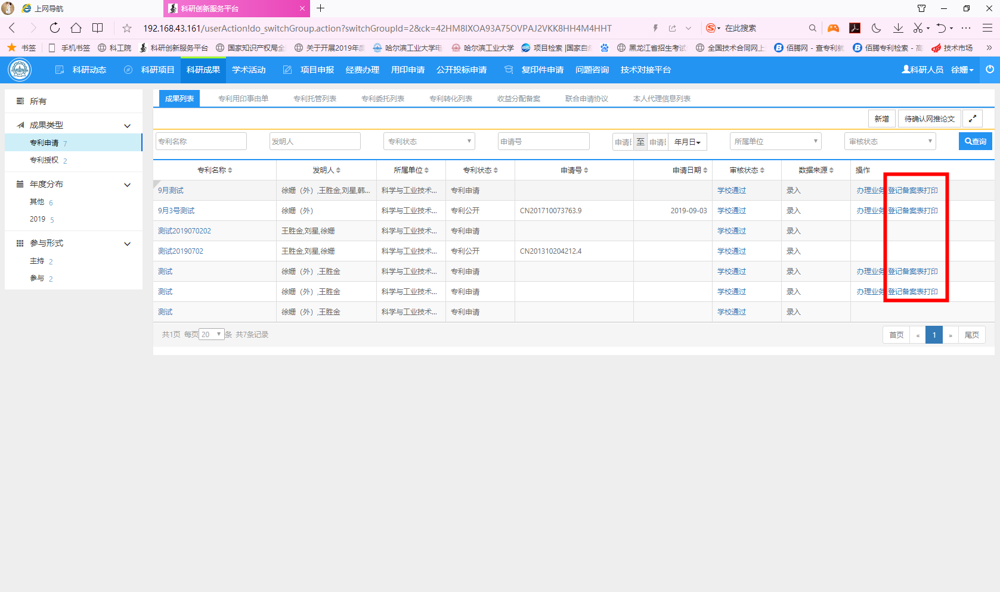 上网导航
科研创新服务平台
192.168.43.161/userAction!do_switchGroup.action?switchGroupId=2&ck=42HM8IXOA93A75OVPAJ2VKK8HH4M4HHT
在此搜索
书签 手机书签 科工院 科研创新服务平台 国家知识产权局全 关于开展2019年度 哈尔滨工业大学电 哈尔滨工业大学 项目检索 |国家自然 黑龙江省招生考试 全国技术合同网上 佰腾网 - 查专利就 佰腾专利检索 - 高 技术市场
科研动态 科研项目 科研成果 学术活动 项目申报 经费办理 用印申请 公开投标申请 复印件申请 问题咨询 技术对接平台 科研人员 徐姗
所有
成果类型
专利申请 7
专利授权 2
年度分布
其他 6
2019 5
参与形式
主持 2
参与 2
成果列表 专利用印事由单 专利托管列表 专利委托列表 专利转化列表 收益分配备案 联合申请协议 本人代理信息列表
新增 待确认网推论文
专利名称 发明人 专利状态 申请号 申请 至 申请 年月日 所属单位 审核状态 查询
专利名称 发明人 所属单位 专利状态 申请号 申请日期 审核状态 数据来源 操作
9月测试 徐姗（外）,王胜金,刘星,韩... 科学与工业技术... 专利申请 学校通过 录入 办理业务 登记备案表打印
9月3号测试 徐姗（外） 科学与工业技术... 专利公开 CN201710073763.9 2019-09-03 学校通过 录入 办理业务 登记备案表打印
测试2019070202 王胜金,刘星,徐姗 科学与工业技术... 专利申请 学校通过 录入
测试20190702 王胜金,刘星,徐姗 科学与工业技术... 专利公开 CN201310204212.4 学校通过 录入
测试 徐姗（外）,王胜金 科学与工业技术... 专利申请 学校通过 录入 办理业务 登记备案表打印
测试 徐姗（外）,王胜金 科学与工业技术... 专利申请 学校通过 录入 办理业务 登记备案表打印
测试 徐姗（外）,王胜金 科学与工业技术... 专利申请 学校通过 录入
共1页 每页 20 条 共7条记录
首页 « 1 » 尾页